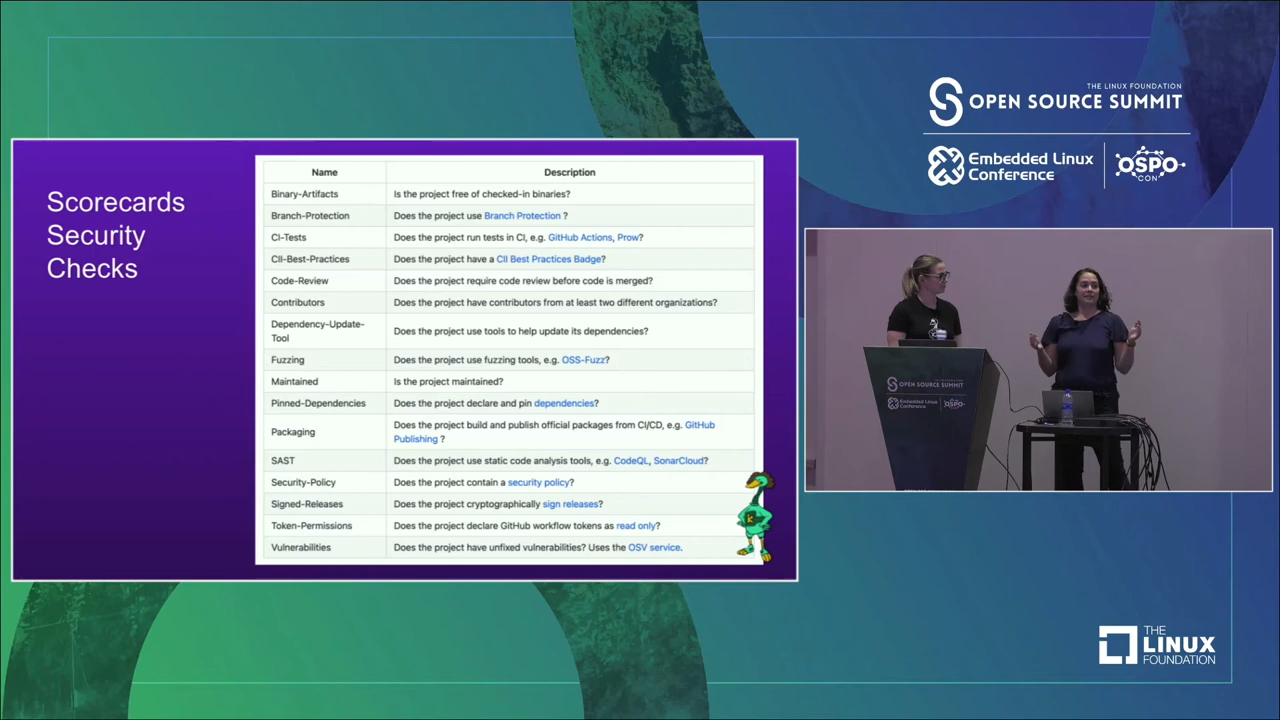 THE LINUX FOUNDATION
OPEN SOURCE SUMMIT
Embedded Linux
Conference
OSPO
CON
Scorecards
Security
Checks
Name Description
Binary-Artifacts Is the project free of checked-in binaries?
Branch-Protection Does the project use Branch Protection ?
CI-Tests Does the project run tests in CI, e.g. GitHub Actions, Prow?
CII-Best-Practices Does the project have a CII Best Practices Badge?
Code-Review Does the project require code review before code is merged?
Contributors Does the project have contributors from at least two different organizations?
Dependency-Update-
Tool Does the project use tools to help update its dependencies?
Fuzzing Does the project use fuzzing tools, e.g. OSS-Fuzz?
Maintained Is the project maintained?
Pinned-Dependencies Does the project declare and pin dependencies?
Packaging Does the project build and publish official packages from CI/CD, e.g. GitHub
Publishing ?
SAST Does the project use static code analysis tools, e.g. CodeQL, SonarCloud?
Security-Policy Does the project contain a security policy?
Signed-Releases Does the project cryptographically sign releases?
Token-Permissions Does the project declare GitHub workflow tokens as read only?
Vulnerabilities Does the project have unfixed vulnerabilities? Uses the OSV service.
OPEN SOURCE SUMMIT
Embedded Linux
Conference
OSPO
THE
LINUX
FOUNDATION